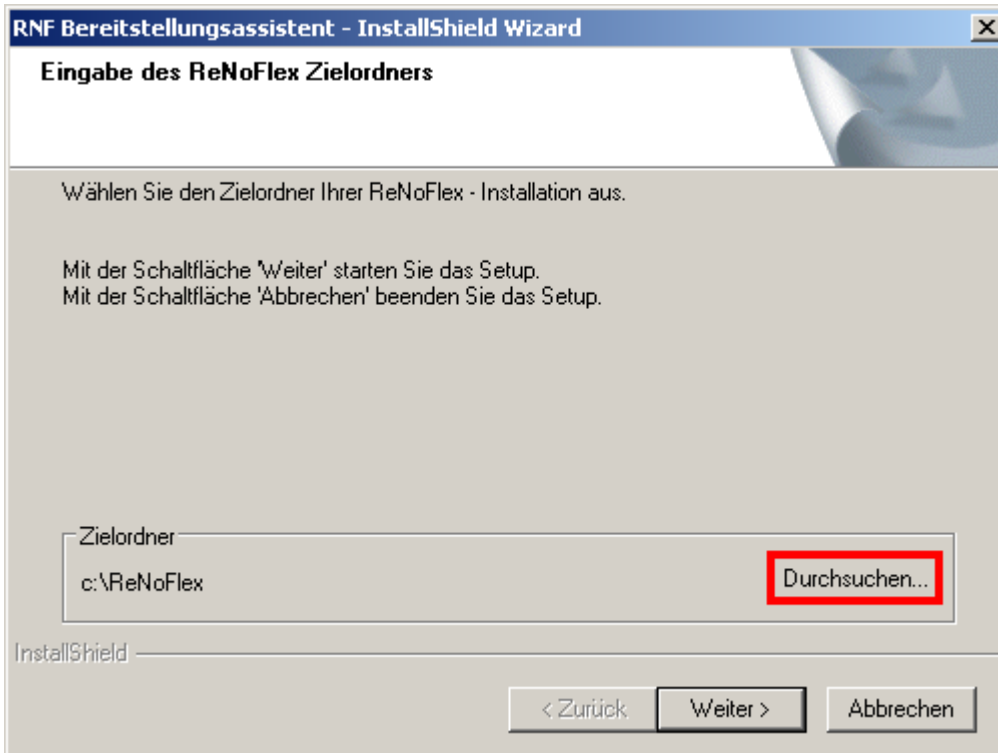 RNF Bereitstellungsassistent - InstallShield Wizard
Eingabe des ReNoFlex Zielordners
Wählen Sie den Zielordner Ihrer ReNoFlex - Installation aus.
Mit der Schaltfläche 'Weiter' starten Sie das Setup.
Mit der Schaltfläche 'Abbrechen' beenden Sie das Setup.
Zielordner
c:\ReNoFlex
Durchsuchen...
InstallShield
< Zurück
Weiter >
Abbrechen